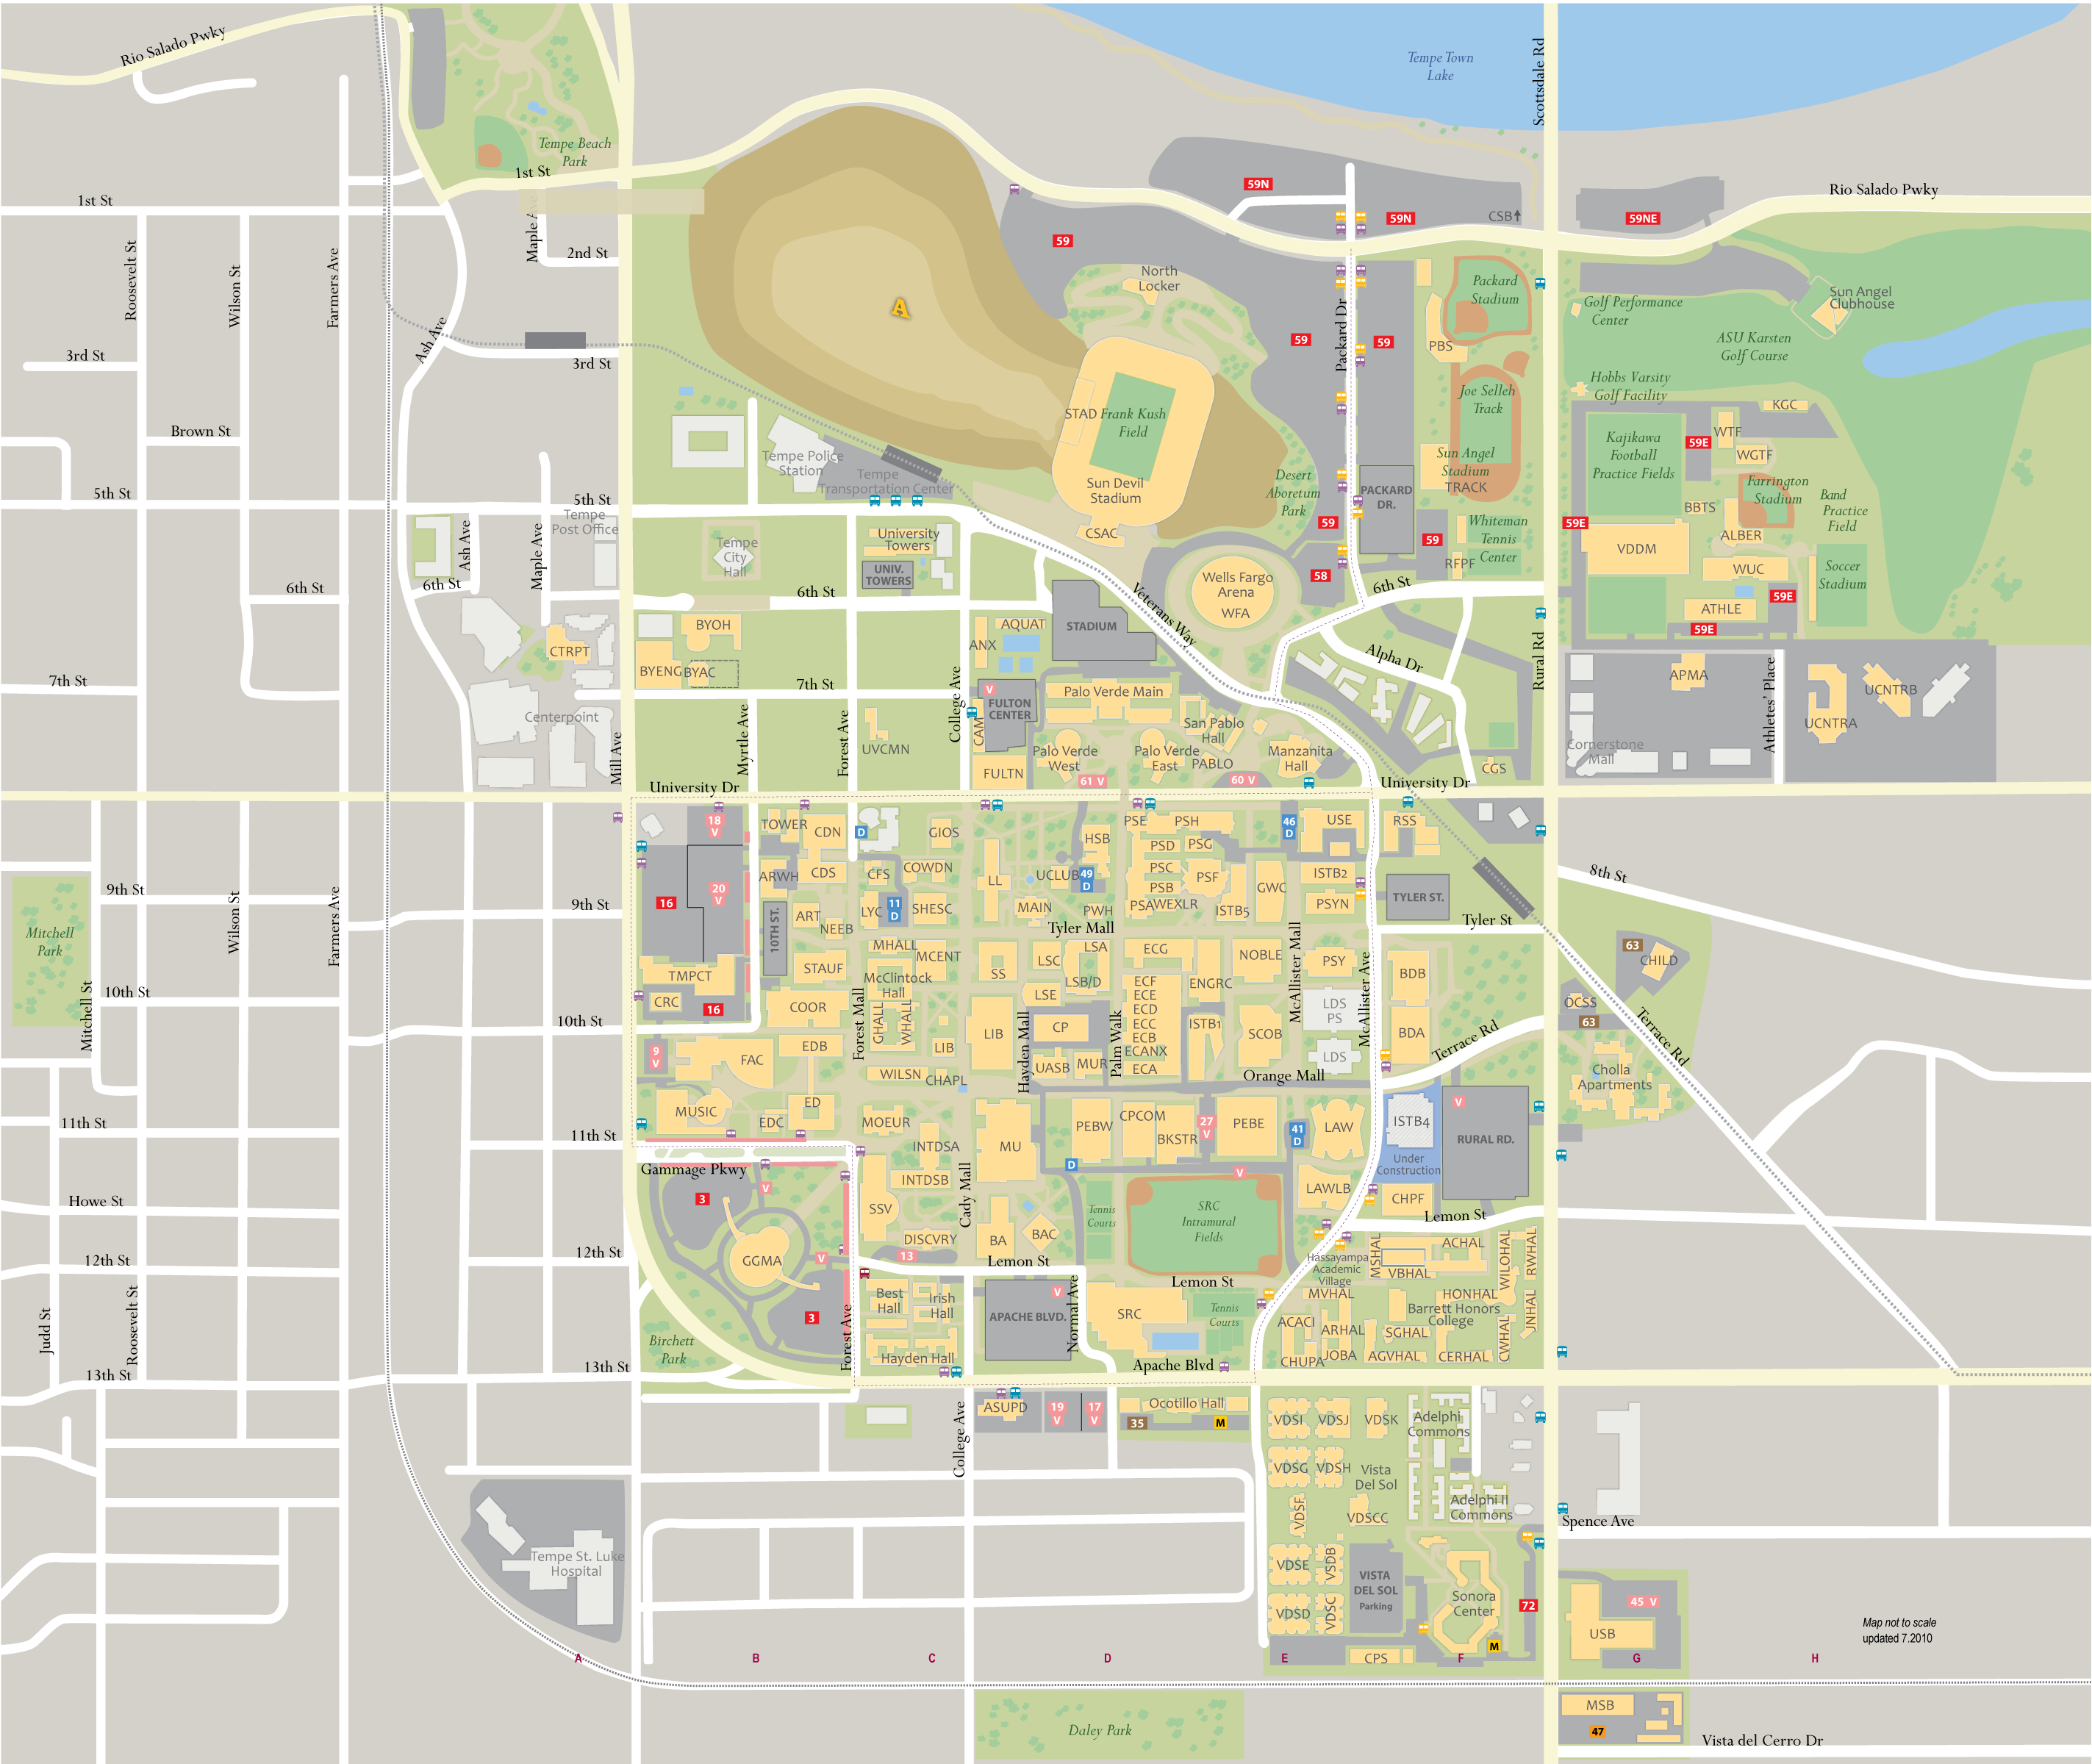 Rio Salado Pwky
Tempe Town
Lake
Scottsdale Rd
Tempe Beach
Park
1st St
1st St
Maple Ave
2nd St
59N
59N
CSB
59NE
Rio Salado Pwky
Roosevelt St
Wilson St
Farmers Ave
Ash Ave
59
North
Locker
A
Packard Dr
Packard
Stadium
Golf Performance
Center
Sun Angel
Clubhouse
ASU Karsten
Golf Course
3rd St
3rd St
59
59
PBS
Hobbs Varsity
Golf Facility
Joe Selleh
Track
KGC
STAD
Frank Kush
Field
Brown St
Kajikawa
Football
Practice Fields
59E
WTF
WGTF
Tempe Police
Station
Tempe
Transportation Center
Sun Devil
Stadium
Desert
Aboretum
Park
Sun Angel
Stadium
TRACK
Farrington
Stadium
Band
Practice
Field
5th St
5th St
Tempe
Post Office
PACKARD
DR.
BBTS
59
59
59E
Whiteman
Tennis
Center
CSAC
University
Towers
UNIV.
TOWERS
Tempe
City
Hall
Ash Ave
Maple Ave
ALBER
VDDM
RFPF
WUC
Soccer
Stadium
Wells Fargo
Arena
WFA
58
6th St
6th St
6th St
6th St
Veterans Way
59E
ATHLE
59E
STADIUM
BYOH
AQUAT
ANX
CTRPT
BYENG
BYAC
Alpha Dr
Rural Rd
APMA
Athletes' Place
UCNTRB
UCNTRA
7th St
7th St
College Ave
V
FULTON
CENTER
CAM
Palo Verde Main
San Pablo
Hall
Centerpoint
Mill Ave
Myrtle Ave
Forest Ave
UVCMN
Palo Verde
West
Palo Verde
East
PABLO
Manzanita
Hall
Cornerstone
Mall
FULTN
61 V
60 V
CGS
University Dr
University Dr
18
V
TOWER
CDN
D
GIOS
HSB
PSE
PSH
46
D
USE
RSS
PSD
PSG
ARWH
CDS
CFS
COWDN
LL
UCLUB
49
D
PSC
PSB
PSF
GWC
ISTB2
8th St
9th St
16
20
V
10TH ST.
ART
NEEB
LYC
11
D
SHESC
MAIN
PWH
PSA
WEXLR
ISTB5
PSYN
TYLER ST.
9th St
Wilson St
Farmers Ave
Mitchell
Park
Tyler Mall
Tyler St
MHALL
MCENT
LSA
LSC
LSB/D
ECG
NOBLE
McAllister Mall
PSY
63
CHILD
TMPCT
STAUF
McClintock
Hall
SS
LSE
ECF
ECE
ECD
ECC
ECB
ECANX
ECA
ENGRC
BDB
Mitchell St
10th St
CRC
16
COOR
LDS
PS
McAllister Ave
OCSS
63
10th St
Forest Mall
GHALL
WHALL
LIB
LIB
Hayden Mall
CP
Palm Walk
ISTB1
SCOB
BDA
Terrace Rd
Terrace Rd
9
V
FAC
EDB
WILSN
CHAPL
UASB
MUR
LDS
Orange Mall
Cholla
Apartments
MUSIC
EDC
ED
MOEUR
INTDSA
MU
PEBW
CPCOM
BKSTR
27
V
PEBE
41
D
LAW
ISTB4
Under
Construction
V
RURAL RD.
11th St
11th St
Gammage Pkwy
INTDSB
D
V
3
V
SSV
Cady Mall
LAWLB
CHPF
Howe St
Tennis
Courts
SRC
Intramural
Fields
Lemon St
12th St
12th St
GGMA
V
DISCVRY
13
BA
BAC
Lemon St
Lemon St
Hassayampa
Academic
Village
MSHAL
ACHAL
VBHAL
WILOHAL
RWHAL
Judd St
Roosevelt St
3
Forest Ave
Best
Hall
Irish
Hall
V
APACHE BLVD.
Normal Ave
SRC
Tennis
Courts
MVHAL
HONHAL
Barrett Honors
College
JNHAL
ACACI
ARHAL
SGHAL
CWHAL
Birchett
Park
Hayden Hall
Apache Blvd
CHUPA
JOBA
AGVHAL
CERHAL
13th St
13th St
ASUPD
19
V
17
V
Ocotillo Hall
35
M
VDSI
VDSJ
VDSK
Adelphi
Commons
College Ave
VDSG
VDSH
Vista
Del Sol
VDSF
VDSCC
Adelphi II
Commons
Spence Ave
Tempe St. Luke
Hospital
VDSE
VSDB
VISTA
DEL SOL
Parking
Sonora
Center
72
45 V
VDSD
VDSC
USB
Map not to scale
updated 7.2010
M
CPS
A
B
C
D
E
F
G
H
MSB
47
Daley Park
Vista del Cerro Dr